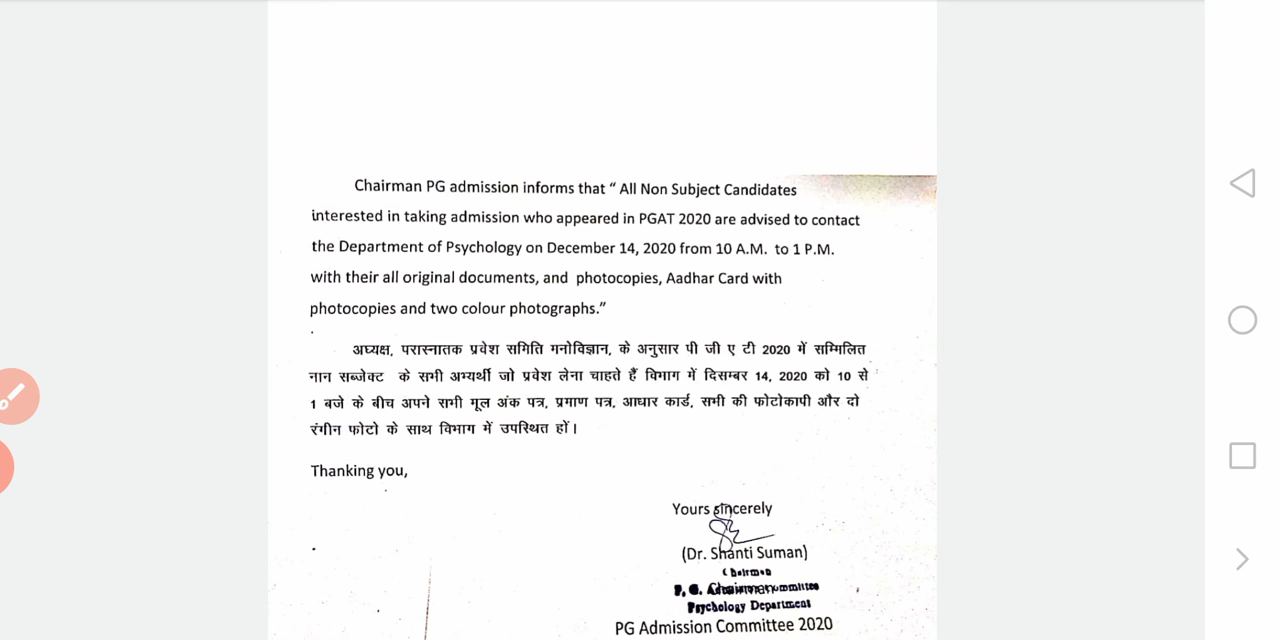 Chairman PG admission informs that “ All Non Subject Candidates
interested in taking admission who appeared in PGAT 2020 are advised to contact
the Department of Psychology on December 14, 2020 from 10 A.M. to 1 P.M.
with their all original documents, and photocopies, Aadhar Card with
photocopies and two colour photographs.”
अध्यक्ष, परास्नातक प्रवेश समिति मनोविज्ञान, के अनुसार पी जी ए टी 2020 में सम्मिलित
नान सब्जेक्ट के सभी अभ्यर्थी जो प्रवेश लेना चाहते हैं विभाग में दिसम्बर 14, 2020 को 10 से
1 बजे के बीच अपने सभी मूल अंक पत्र, प्रमाण पत्र, आधार कार्ड, सभी की फोटोकापी और दो
रंगीन फोटो के साथ विभाग में उपस्थित हों।
Thanking you,
Yours sincerely
(Dr. Shanti Suman)
Chairman
P. G.
Psychology Department
PG Admission Committee 2020